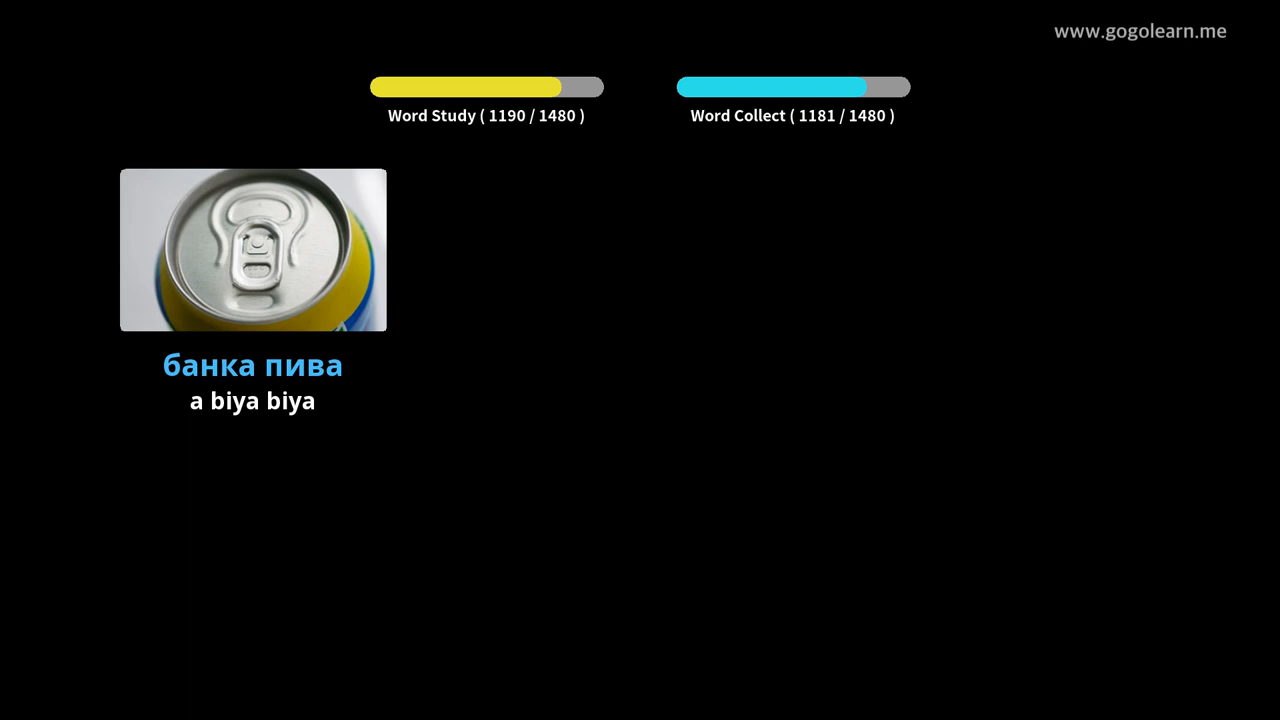 www.gogolearn.me
Word Study ( 1190 / 1480 )
Word Collect ( 1181 / 1480 )
банка пива
a biya biya